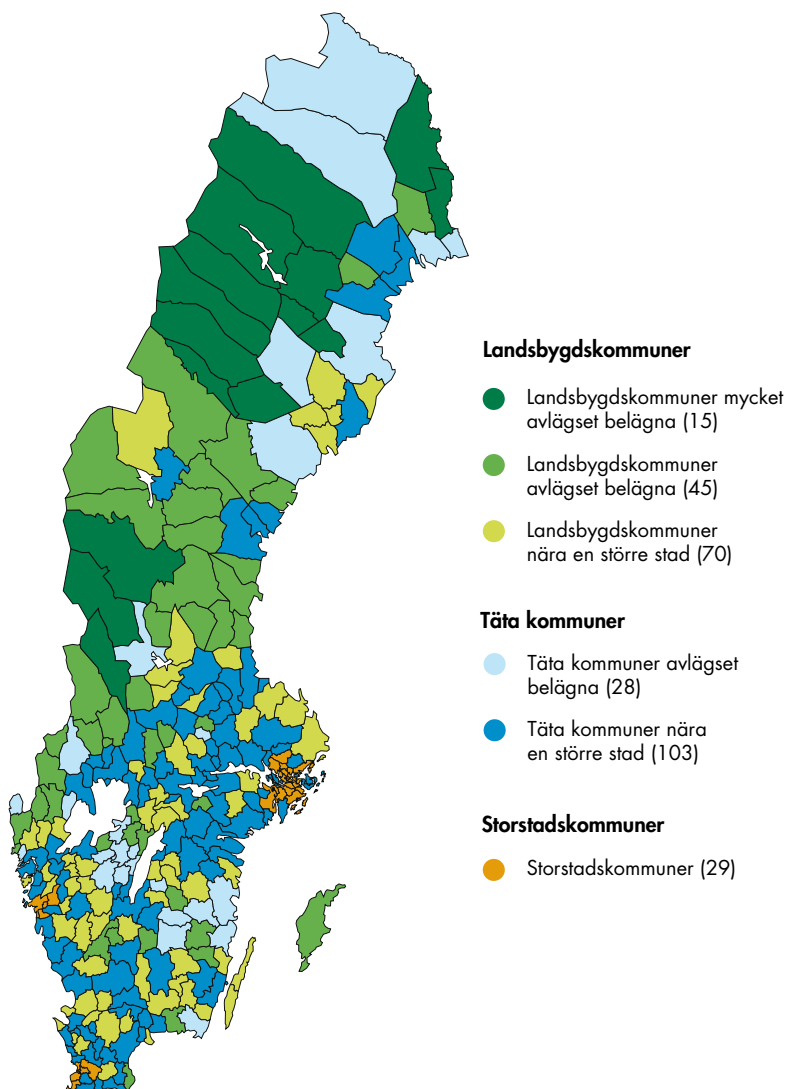 Landsbygdskommuner
Landsbygdskommuner mycket
avlägset belägna (15)
Landsbygdskommuner
avlägset belägna (45)
Landsbygdskommuner
nära en större stad (70)
Täta kommuner
Täta kommuner avlägset
belägna (28)
Täta kommuner nära
en större stad (103)
Storstadskommuner
Storstadskommuner (29)